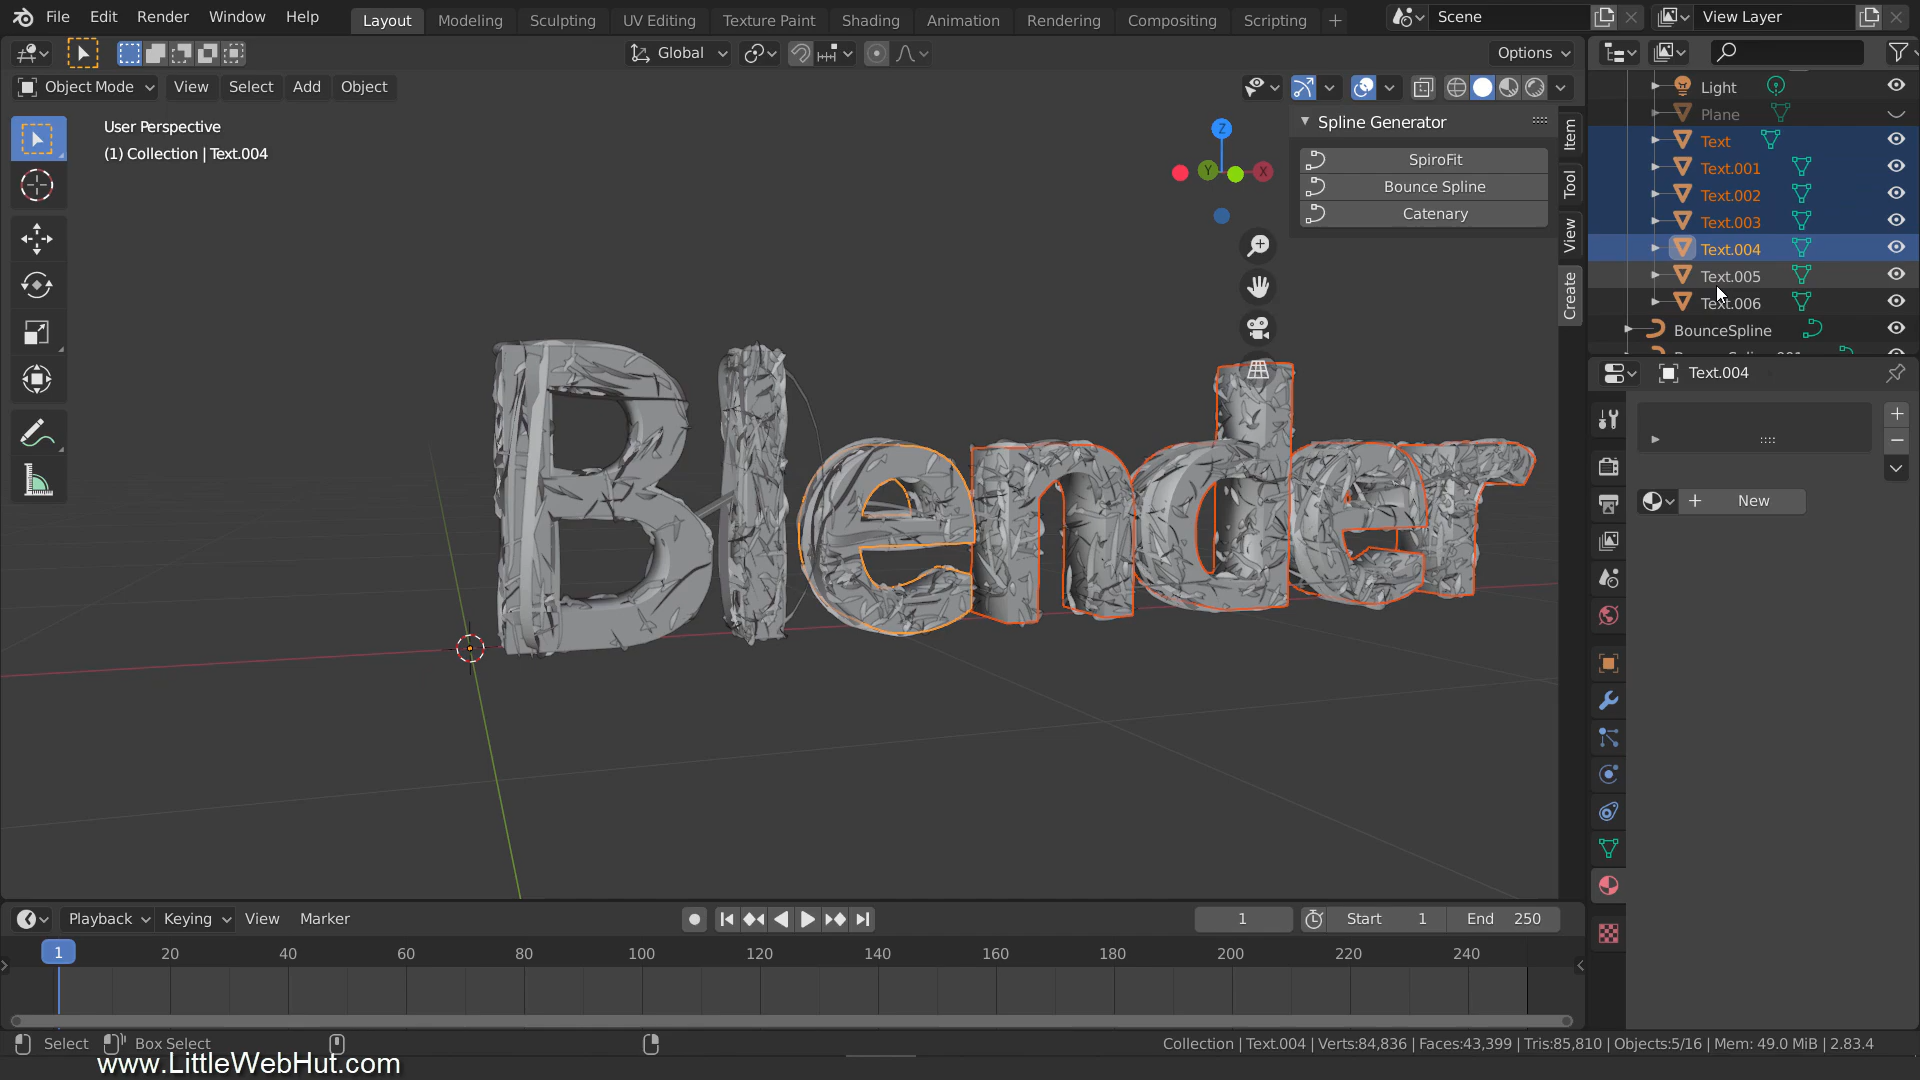 File Edit Render Window Help Layout Modeling Sculpting UV Editing Texture Paint Shading Animation Rendering Compositing Scripting + Scene View Layer
Global Options
Object Mode View Select Add Object
User Perspective
(1) Collection | Text.004
Z
Y X
Spline Generator
SpiroFit
Bounce Spline
Catenary
Item
Tool
View
Create
Light
Plane
Text
Text.001
Text.002
Text.003
Text.004
Text.005
Text.006
BounceSpline
Text.004
New
Blender
Playback Keying View Marker 1 Start 1 End 250
1 20 40 60 80 100 120 140 160 180 200 220 240
Select Box Select Collection | Text.004 | Verts:84,836 | Faces:43,399 | Tris:85,810 | Objects:5/16 | Mem: 49.0 MiB | 2.83.4
www.LittleWebHut.com